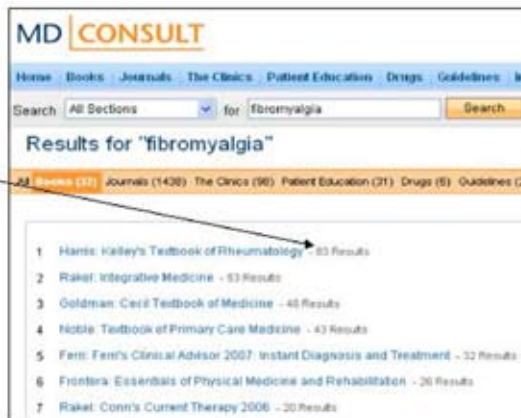 MD CONSULT
Home Books Journals The Clinics Patient Education Drugs Guidelines
Search All Sections for fibromyalgia Search
Results for "fibromyalgia"
All Books (37) Journals (1438) The Clinics (98) Patient Education (31) Drugs (6) Guidelines
1 Harris: Kelley's Textbook of Rheumatology - 83 Results
2 Rakel: Integrative Medicine - 53 Results
3 Goldman: Cecil Textbook of Medicine - 48 Results
4 Noble: Textbook of Primary Care Medicine - 43 Results
5 Ferri: Ferri's Clinical Advisor 2007: Instant Diagnosis and Treatment - 32 Results
6 Frontera: Essentials of Physical Medicine and Rehabilitation - 26 Results
7 Rakel: Conn's Current Therapy 2006 - 20 Results